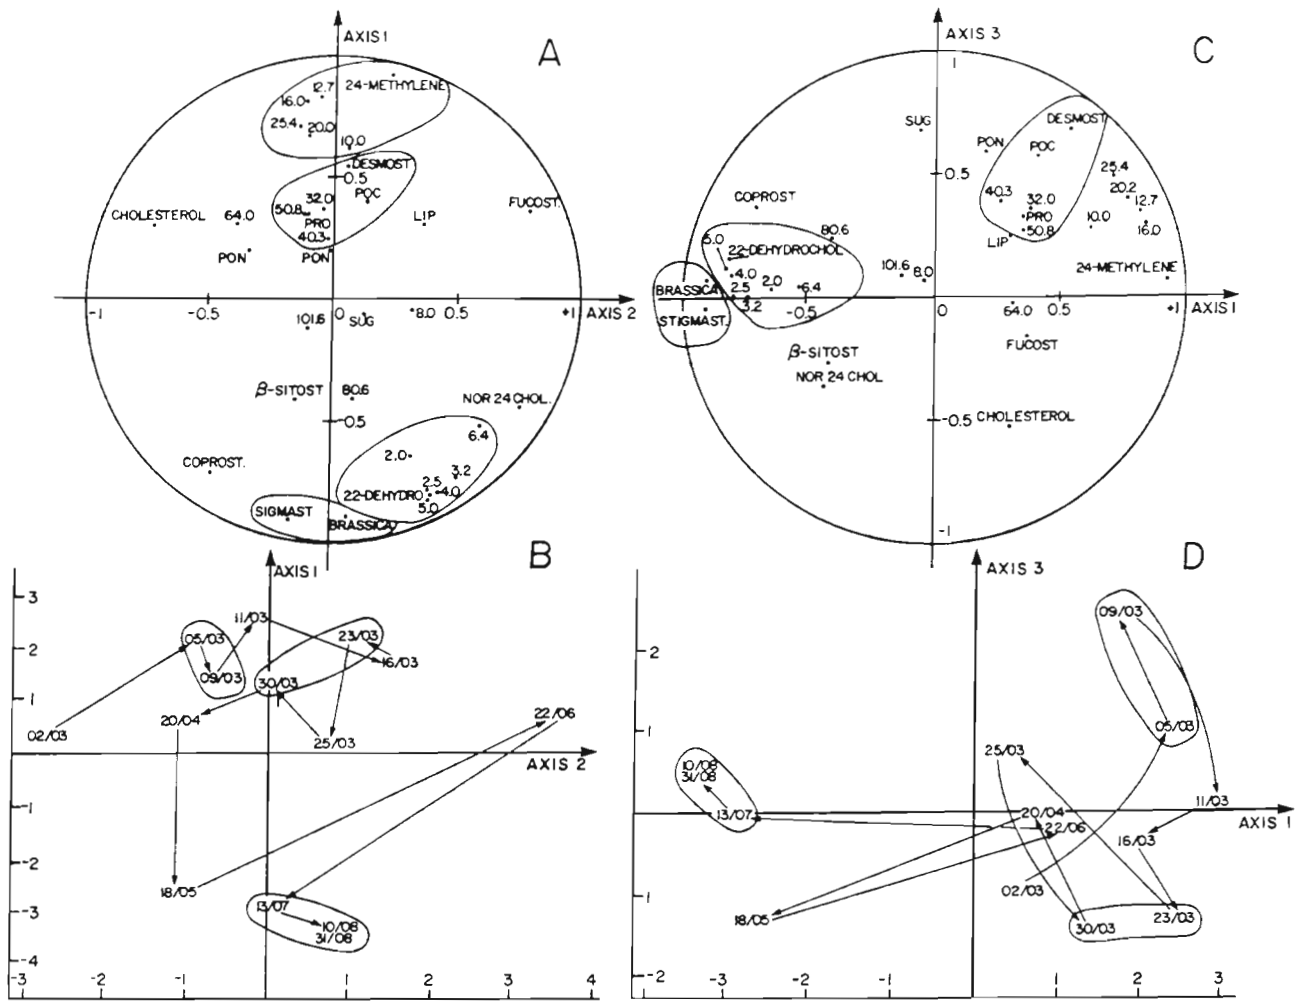 AXIS 1
A
24-METHYLENE
12.7
16.0
25.4
20.0
10.0
DESMOST
0.5
POC
32.0
50.8
PRO
40.3
CHOLESTEROL
64.0
PON
PON
LIP
FUCOST.
-1
-0.5
101.6
0
SUG
8.0
0.5
+1
AXIS 2
β-SITOST
80.6
NOR 24 CHOL.
-0.5
6.4
2.0
COPROST.
3.2
2.5
22-DEHYDRO
4.0
5.0
SIGMAST
BRASSICA
AXIS 3
C
1
SUG
DESMOST
PON
POC
0.5
25.4
20.2
40.3
32.0
12.7
PRO
10.0
50.8
16.0
LIP
COPROST
80.6
5.0
22-DEHYDROCHOL
101.6
8.0
24-METHYLENE
4.0
2.0
BRASSICA
2.5
6.4
3.2
-0.5
0
64.0
0.5
+1
AXIS 1
STIGMAST.
FUCOST
β-SITOST
NOR 24 CHOL
CHOLESTEROL
-0.5
-1
AXIS 1
B
3
11/03
05/03
23/03
2
16/03
09/03
30/03
1
20/04
22/06
02/03
25/03
AXIS 2
-1
-2
18/05
-3
13/07
10/08
31/08
-4
-3
-2
-1
1
2
3
4
AXIS 3
D
09/03
2
05/03
1
25/03
10/08
31/08
11/03
13/07
20/04
22/06
AXIS 1
16/03
02/03
1
18/05
23/03
30/03
-2
-2
-1
1
2
3